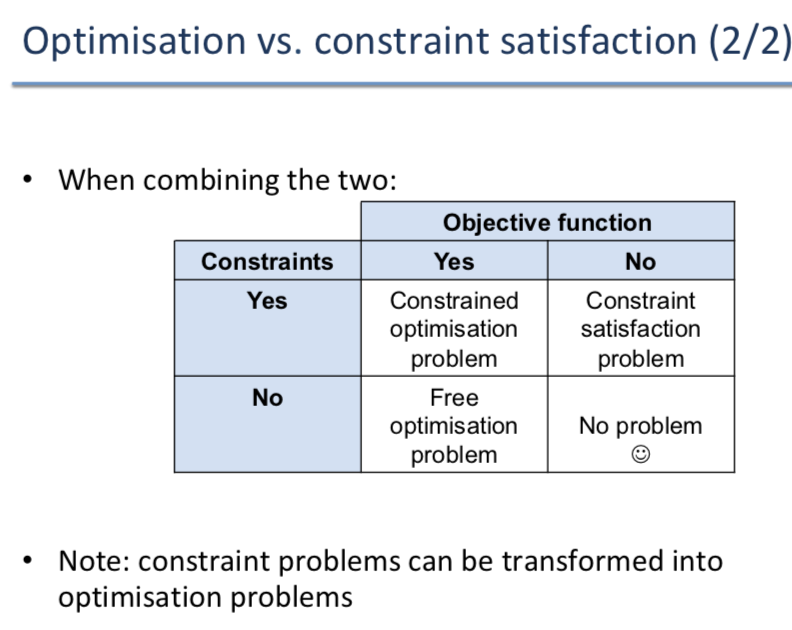 Optimisation vs. constraint satisfaction (2/2)
• When combining the two:
Objective function
Constraints Yes No
Yes Constrained optimisation problem Constraint satisfaction problem
No Free optimisation problem No problem ☺
• Note: constraint problems can be transformed into
optimisation problems